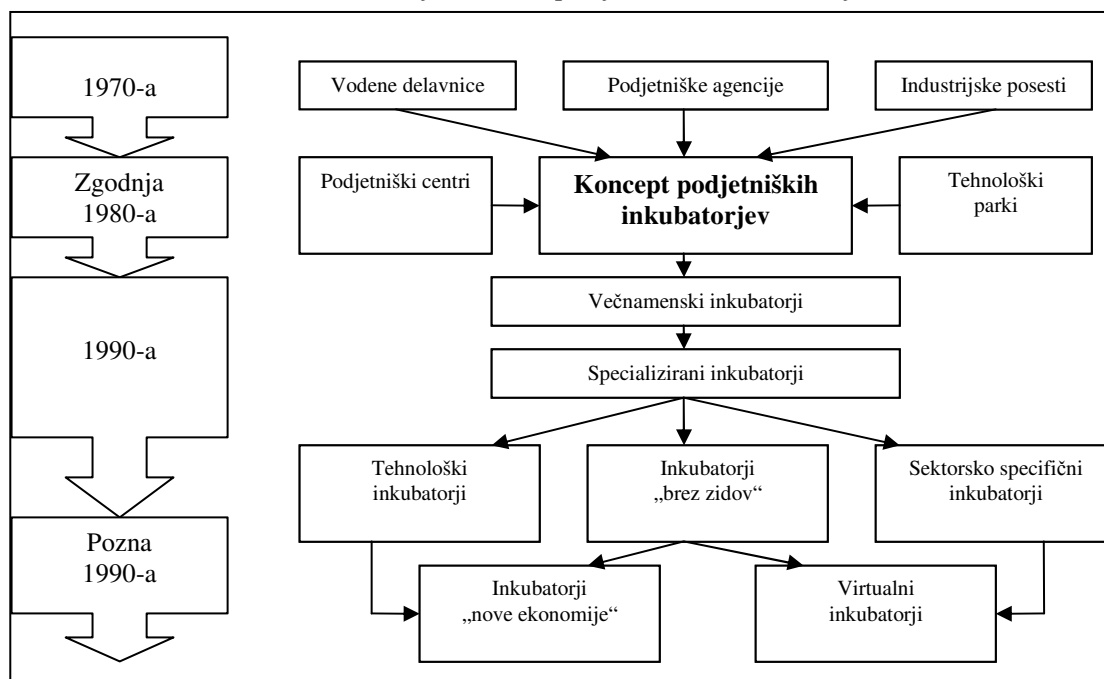 1970-a
Vodene delavnice
Podjetniške agencije
Industrijske posesti
Zgodnja
1980-a
Podjetniški centri
Koncept podjetniških
inkubatorjev
Tehnološki
parki
1990-a
Večnamenski inkubatorji
Specializirani inkubatorji
Tehnološki
inkubatorji
Inkubatorji
„brez zidov“
Sektorsko specifični
inkubatorji
Pozna
1990-a
Inkubatorji
„nove ekonomije“
Virtualni
inkubatorji